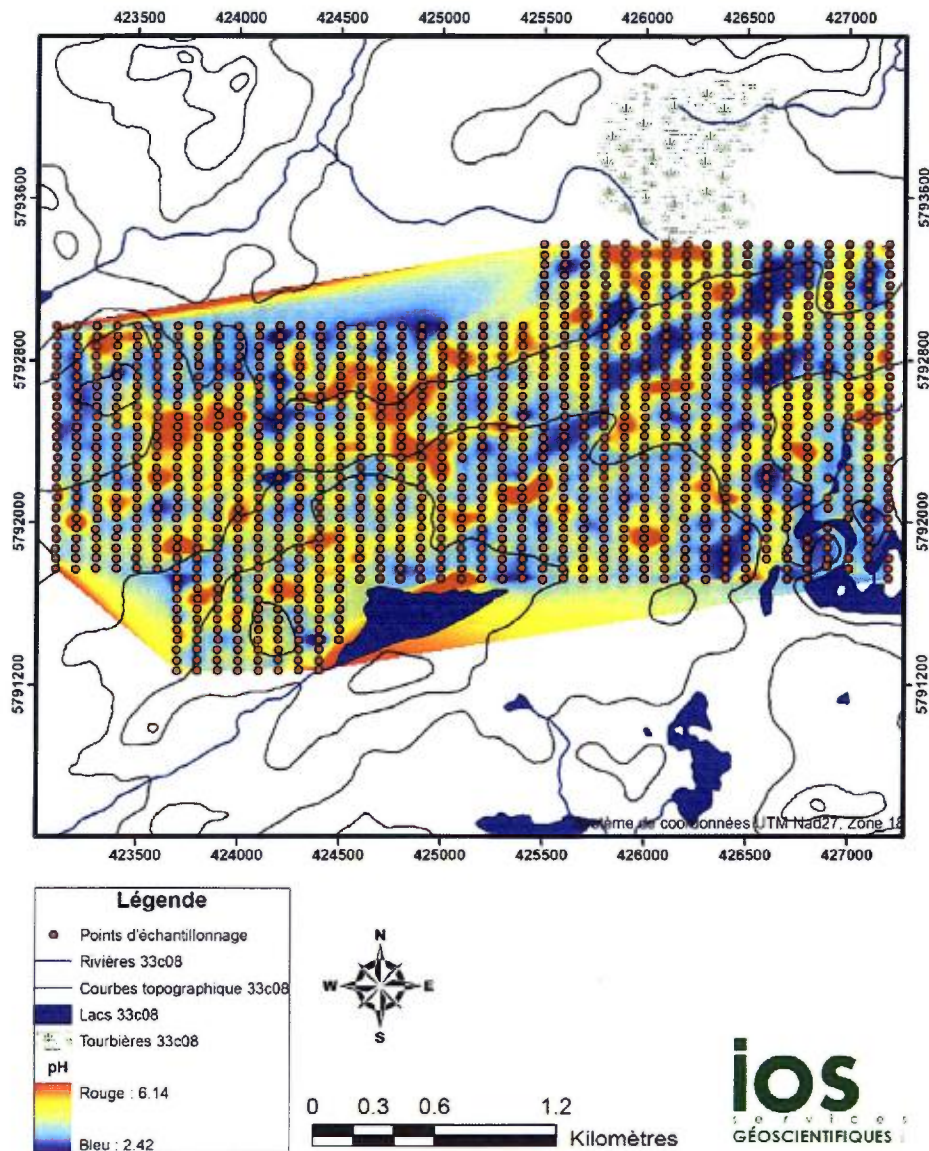 423500 424000 424500 425000 425500 426000 426500 427000
5793600
5792800
5792000
5791200
5793600
5792800
5792000
5791200
Système de coordonnées UTM Nad27, Zone 18
423500 424000 424500 425000 425500 426000 426500 427000
Légende
Points d'échantillonnage
Rivières 33c08
Courbes topographique 33c08
Lacs 33c08
Tourbières 33c08
pH
Rouge : 6.14
Bleu : 2.42
N
W E
S
0 0.3 0.6 1.2
Kilomètres
ios
services
GÉOSCIENTIFIQUES